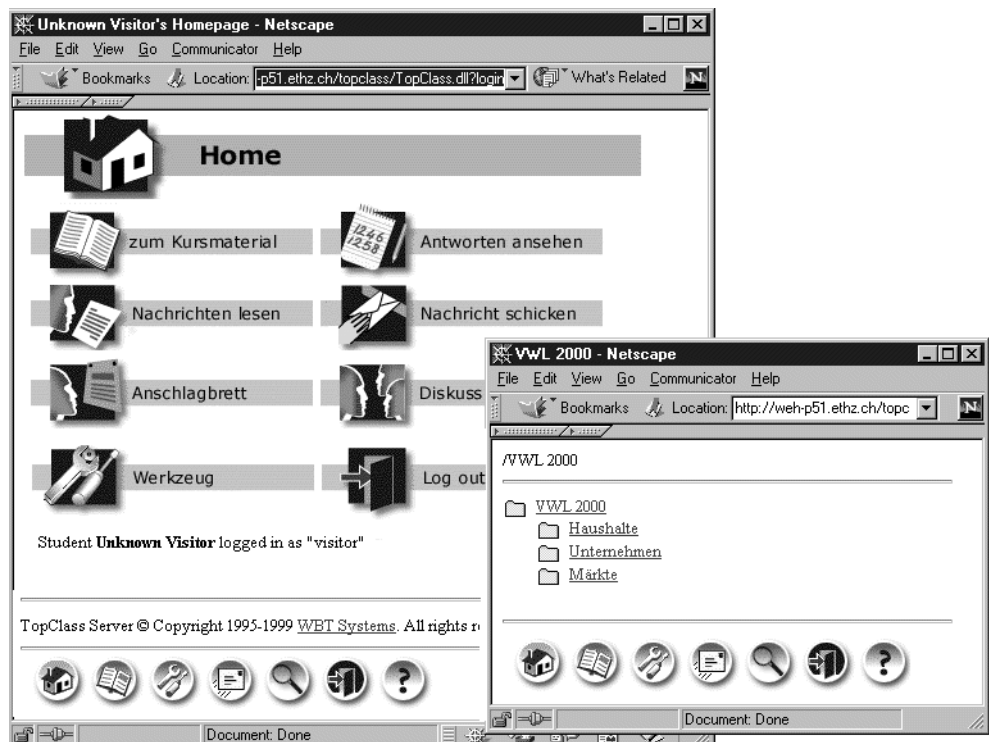 Unknown Visitor's Homepage - Netscape
File Edit View Go Communicator Help
Bookmarks Location: -p51.ethz.ch/topclass/TopClass.dll?login What's Related N
Home
zum Kursmaterial
1246
1258
Antworten ansehen
Nachrichten lesen
Nachricht schicken
Anschlagbrett
Diskuss
Werkzeug
Log out
Student Unknown Visitor logged in as "visitor"
TopClass Server © Copyright 1995-1999 WBT Systems. All rights r
?
Document: Done
VWL 2000 - Netscape
File Edit View Go Communicator Help
Bookmarks Location: http://weh-p51.ethz.ch/topc N
/VWL 2000
VWL 2000
Haushalte
Unternehmen
Märkte
?
Document: Done